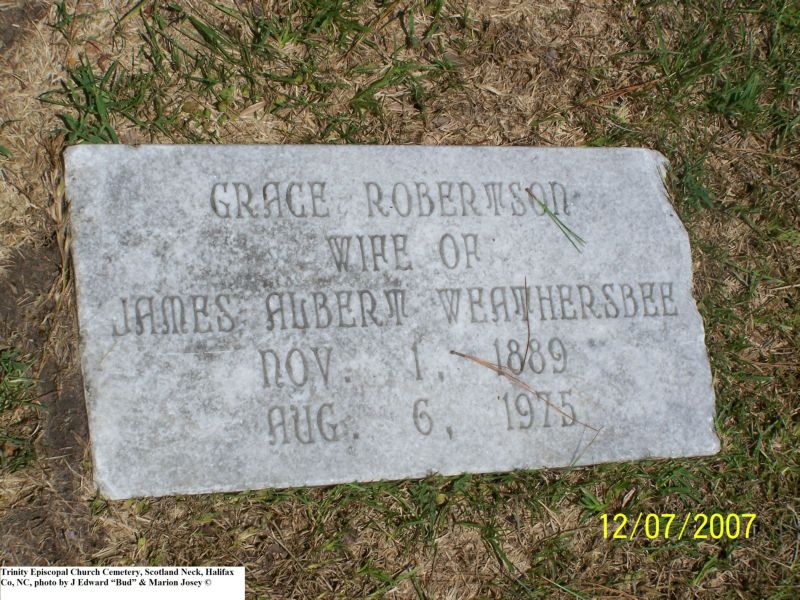 GRACE ROBERTSON
WIFE OF
JAMES ALBERT WEATHERSBEE
NOV. 1, 1889
AUG. 6, 1975
12/07/2007
Trinity Episcopal Church Cemetery, Scotland Neck, Halifax
Co, NC, photo by J Edward “Bud” & Marion Josey ©